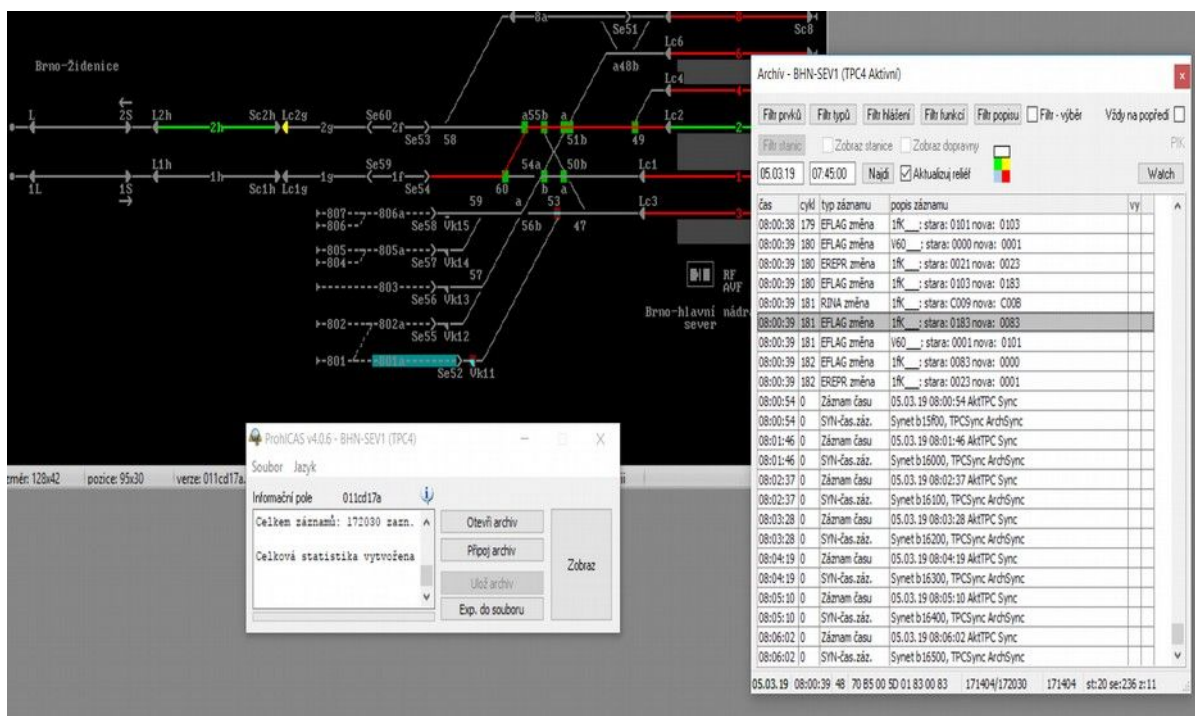 8a
Se51
8
Sc8
Brno-Židenice
Lc6
6
a48b
Lc4
4
L
2S
L2h
2h
Sc2h Lc2g
2g
Se60
2f
Se53
58
a55b
a
51b
49
Lc2
2
1L
1S
L1h
1h
Sc1h Lc1g
1g
Se59
1f
Se54
60
54a
b
50b
a
Lc1
1
59
a
53
Lc3
3
807
806a
806
Se58 Vk15
56b
47
805
805a
804
Se57 Vk14
57
803
Se56 Vk13
RF
AVF
Brno-hlavní nádr
sever
802
802a
Se55 Vk12
801
801a
Se52 Vk11
změr: 128x42 pozice: 95x30 verze: 011cd17a.
ProhICAS v4.0.6 - BHN-SEV1 (TPC4)
Soubor Jazyk
Informační pole 011cd17a
Celkem záznamů: 172030 zazn.
Celková statistika vytvořena
Otevři archiv
Připoj archiv
Ulož archiv
Exp. do souboru
Zobraz
Archív - BHN-SEV1 (TPC4 Aktivní)
x
Filtr prvků Filtr typů Filtr hlášení Filtr funkcí Filtr popisu Filtr - výběr Vždy na popředí
Filtr stanic Zobraz stanice Zobraz dopravny PIK
05.03.19 07:45:00 Najdi Aktualizuj reliéf Watch
čas cykl typ záznamu popis záznamu vy
08:00:38 179 EFLAG změna 1fK___: stara: 0101 nova: 0103
08:00:39 180 EFLAG změna V60___: stara: 0000 nova: 0001
08:00:39 180 EREPR změna 1fK___: stara: 0021 nova: 0023
08:00:39 180 EFLAG změna 1fK___: stara: 0103 nova: 0183
08:00:39 181 RINA změna 1fK___: stara: C009 nova: C00B
08:00:39 181 EFLAG změna 1fK___: stara: 0183 nova: 0083
08:00:39 181 EFLAG změna V60___: stara: 0001 nova: 0101
08:00:39 182 EFLAG změna 1fK___: stara: 0083 nova: 0000
08:00:39 182 EREPR změna 1fK___: stara: 0023 nova: 0001
08:00:54 0 Záznam času 05.03.19 08:00:54 AktTPC Sync
08:00:54 0 SYN-čas.záz. Synet b15f00, TPCSync ArchSync
08:01:46 0 Záznam času 05.03.19 08:01:46 AktTPC Sync
08:01:46 0 SYN-čas.záz. Synet b16000, TPCSync ArchSync
08:02:37 0 Záznam času 05.03.19 08:02:37 AktTPC Sync
08:02:37 0 SYN-čas.záz. Synet b16100, TPCSync ArchSync
08:03:28 0 Záznam času 05.03.19 08:03:28 AktTPC Sync
08:03:28 0 SYN-čas.záz. Synet b16200, TPCSync ArchSync
08:04:19 0 Záznam času 05.03.19 08:04:19 AktTPC Sync
08:04:19 0 SYN-čas.záz. Synet b16300, TPCSync ArchSync
08:05:10 0 Záznam času 05.03.19 08:05:10 AktTPC Sync
08:05:10 0 SYN-čas.záz. Synet b16400, TPCSync ArchSync
08:06:02 0 Záznam času 05.03.19 08:06:02 AktTPC Sync
08:06:02 0 SYN-čas.záz. Synet b16500, TPCSync ArchSync
05.03.19 08:00:39 48 70 B5 00 5D 01 83 00 83 171404/172030 171404 st:20 se:236 z:11